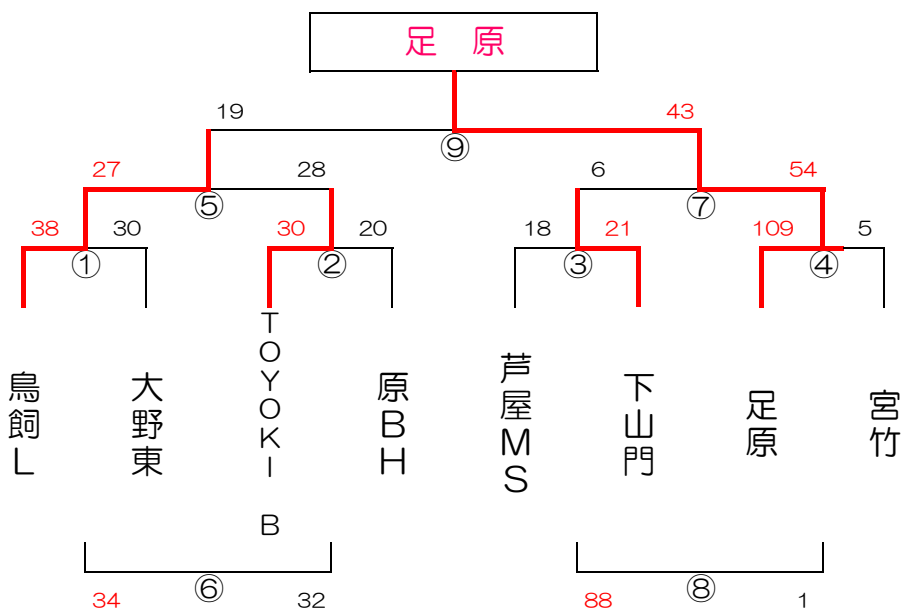 足 原
19 43
⑨
27 28 6 54
⑤ ⑦
38 30 30 20 18 21 109 5
① ② ③ ④
鳥飼L
大野東
TOYOKI B
原BH
芦屋MS
下山門
足原
宮竹
⑥ ⑧
34 32 88 1